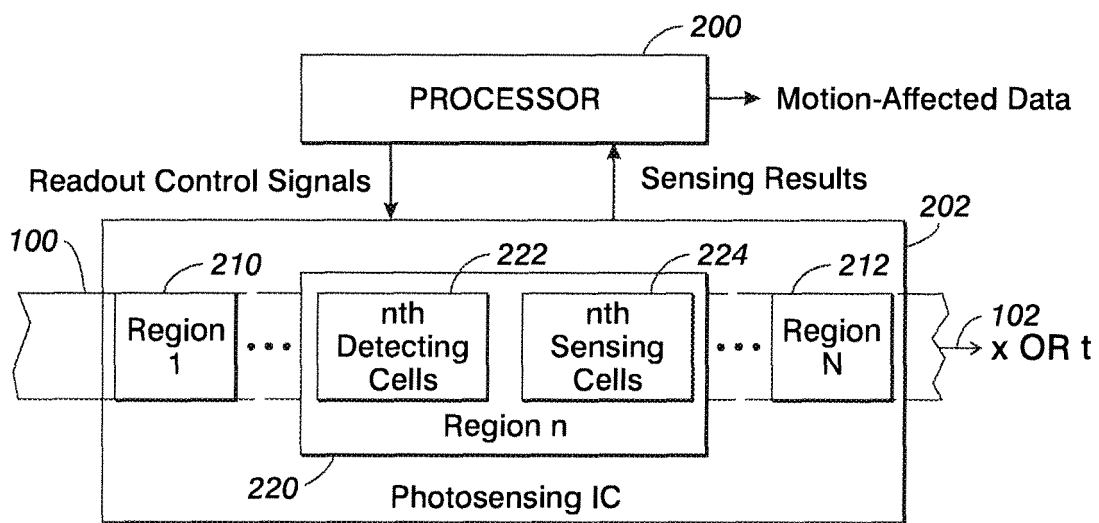 200
PROCESSOR
Motion-Affected Data
Readout Control Signals
Sensing Results
202
100
210
222
224
212
102
Region
1
nth
Detecting
Cells
nth
Sensing
Cells
Region
N
x OR t
Region n
220
Photosensing IC